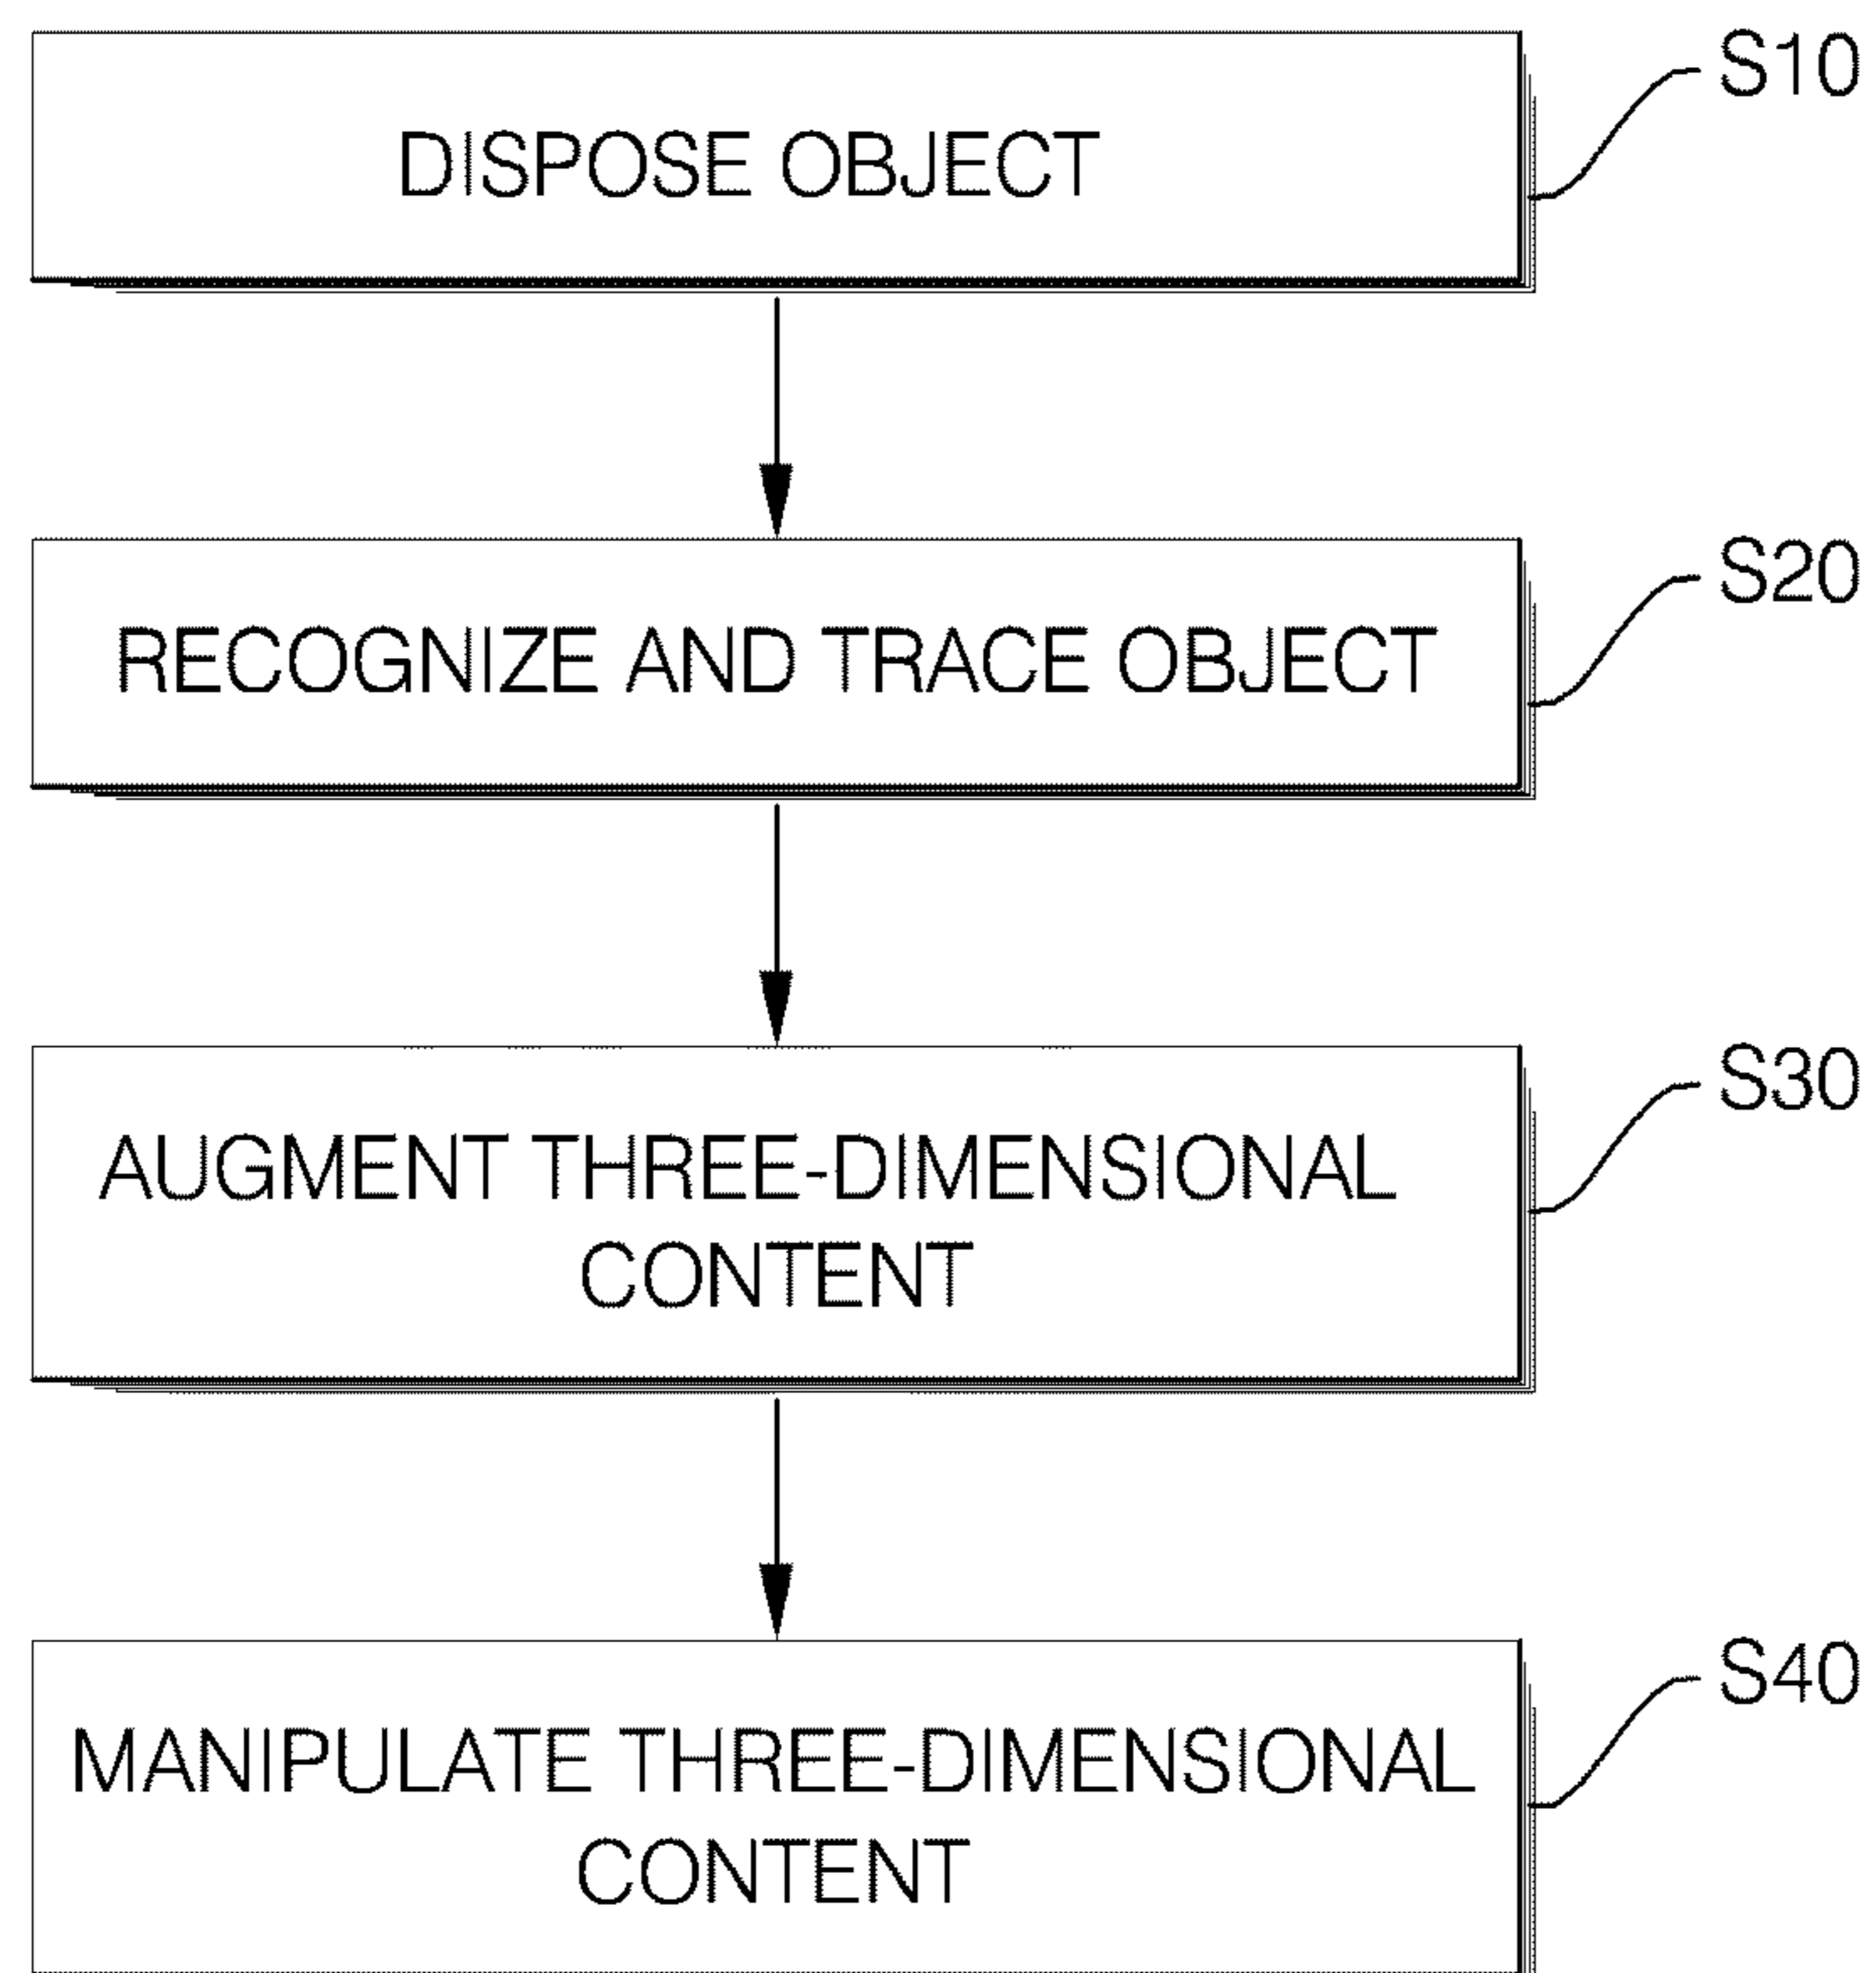 DISPOSE OBJECT
S10
RECOGNIZE AND TRACE OBJECT
S20
AUGMENT THREE-DIMENSIONAL
CONTENT
S30
MANIPULATE THREE-DIMENSIONAL
CONTENT
S40